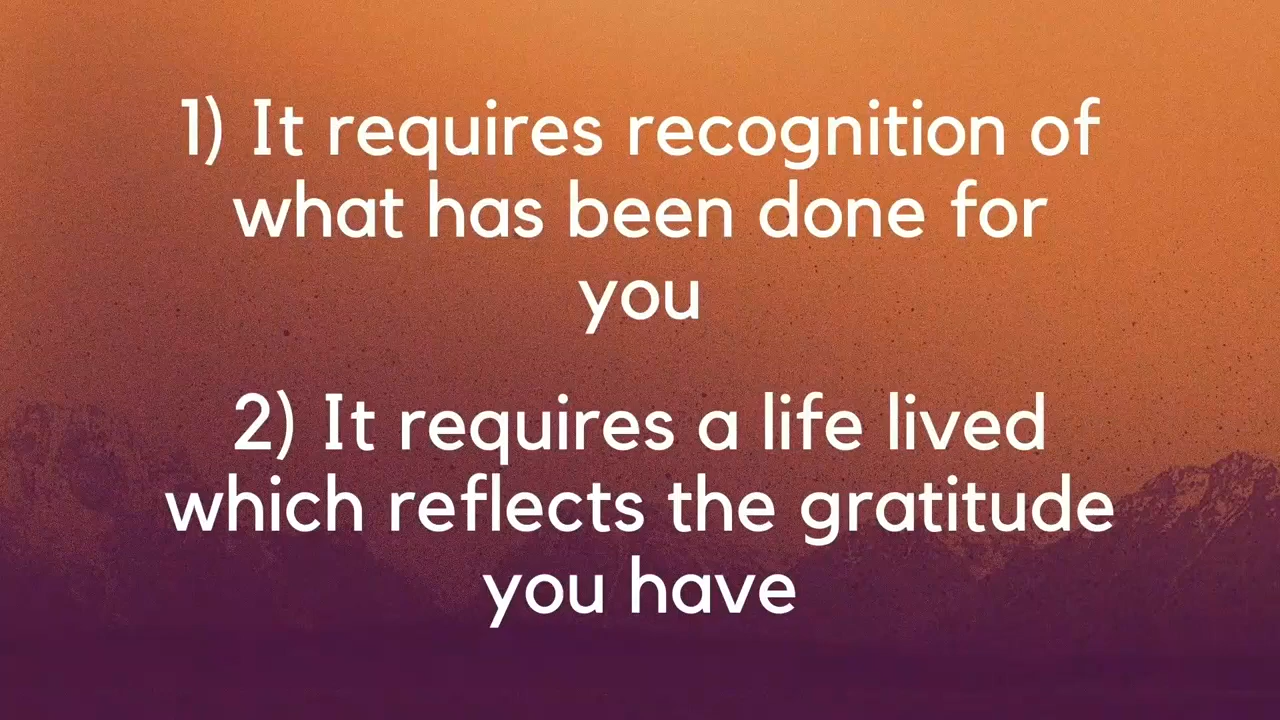 1) It requires recognition of
what has been done for
you
2) It requires a life lived
which reflects the gratitude
you have